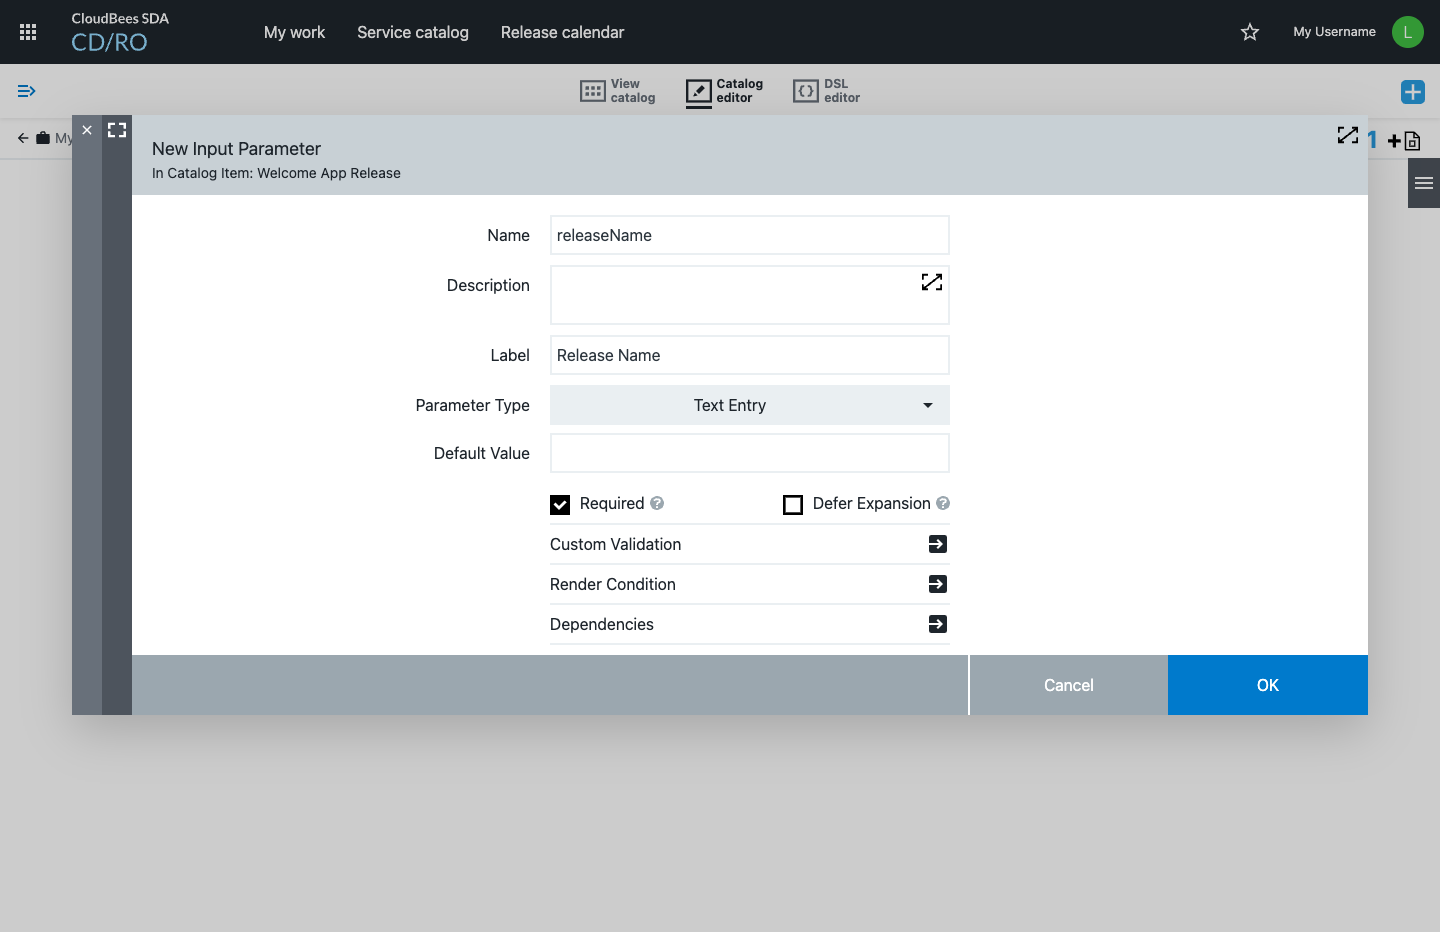 CloudBees SDA
CD/RO
My work
Service catalog
Release calendar
My Username
L
View catalog
Catalog editor
DSL editor
My
1
New Input Parameter
In Catalog Item: Welcome App Release
Name
releaseName
Description
Label
Release Name
Parameter Type
Text Entry
Default Value
Required
Defer Expansion
Custom Validation
Render Condition
Dependencies
Cancel
OK